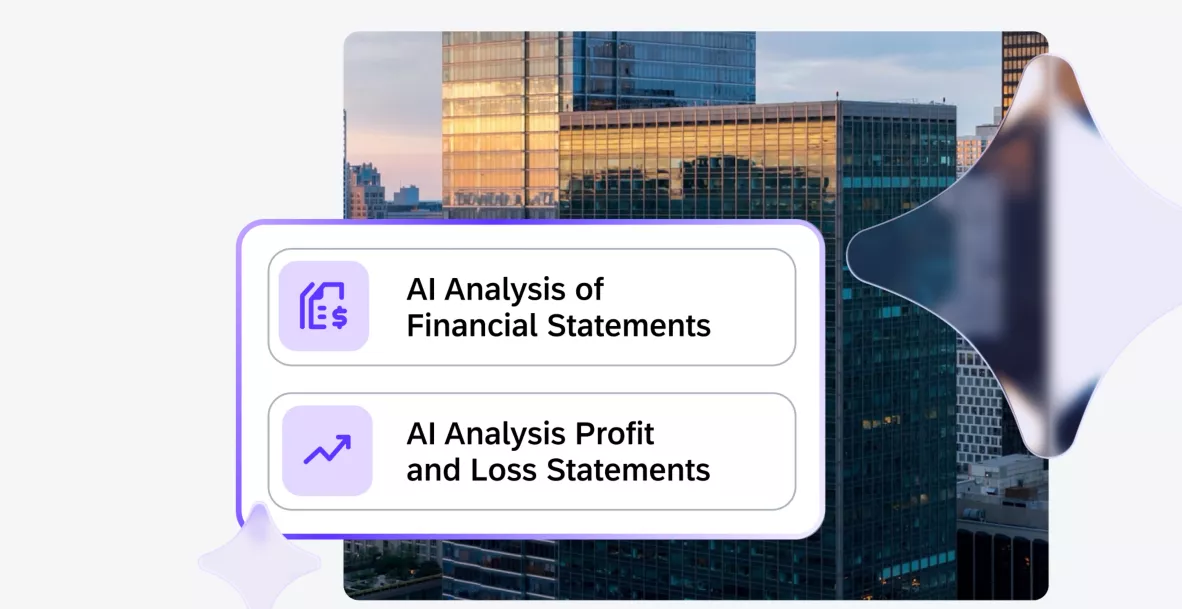 AI Analysis of
Financial Statements
AI Analysis Profit
and Loss Statements